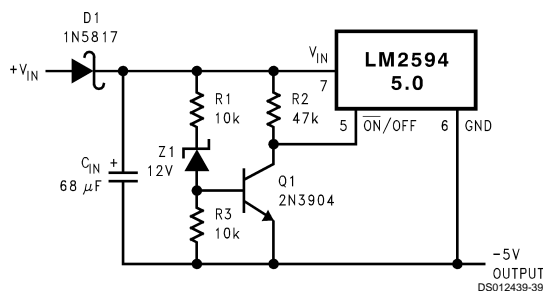 D1
1N5817
+VIN
VIN
7
LM2594
5.0
R1
10k
R2
47k
5
ON/OFF
6
GND
Z1
12V
CIN
+
68 μF
Q1
2N3904
R3
10k
–5V
OUTPUT
DS012439-39